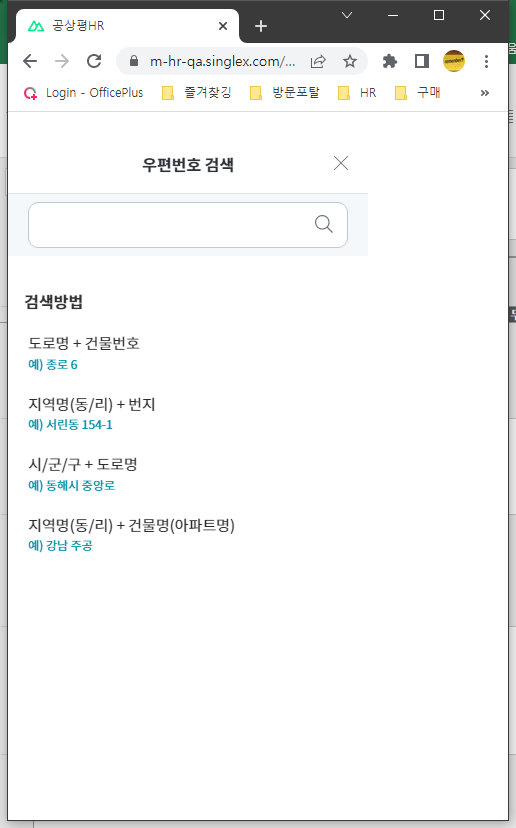 공상평HR
m-hr-qa.singlex.com/...
Login - OfficePlus
즐겨찾깅
방문포탈
HR
구매
우편번호 검색
검색방법
도로명 + 건물번호
예) 종로 6
지역명(동/리) + 번지
예) 서린동 154-1
시/군/구 + 도로명
예) 동해시 중앙로
지역명(동/리) + 건물명(아파트명)
예) 강남 주공